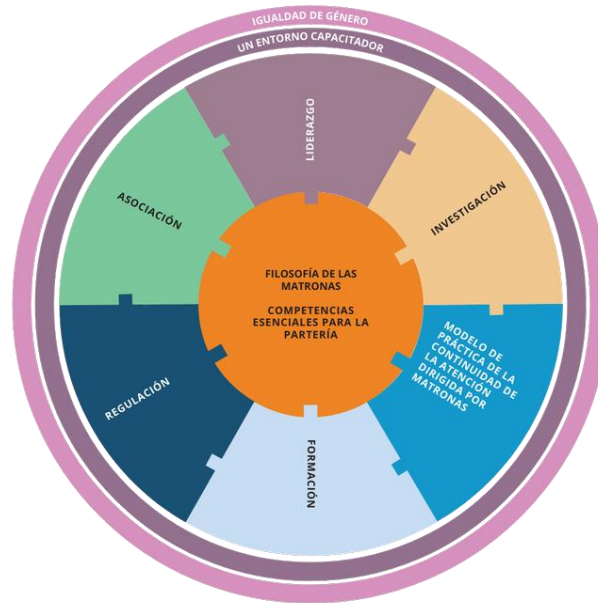 IGUALDAD DE GÉNERO
UN ENTORNO CAPACITADOR
LIDERAZGO
ASOCIACIÓN
INVESTIGACIÓN
FILOSOFÍA DE LAS
MATRONAS
COMPETENCIAS
ESENCIALES PARA LA
PARTERÍA
MODELO DE
PRÁCTICA DE LA
CONTINUIDAD DE
LA ATENCIÓN
DIRIGIDA POR
MATRONAS
REGULACIÓN
FORMACIÓN